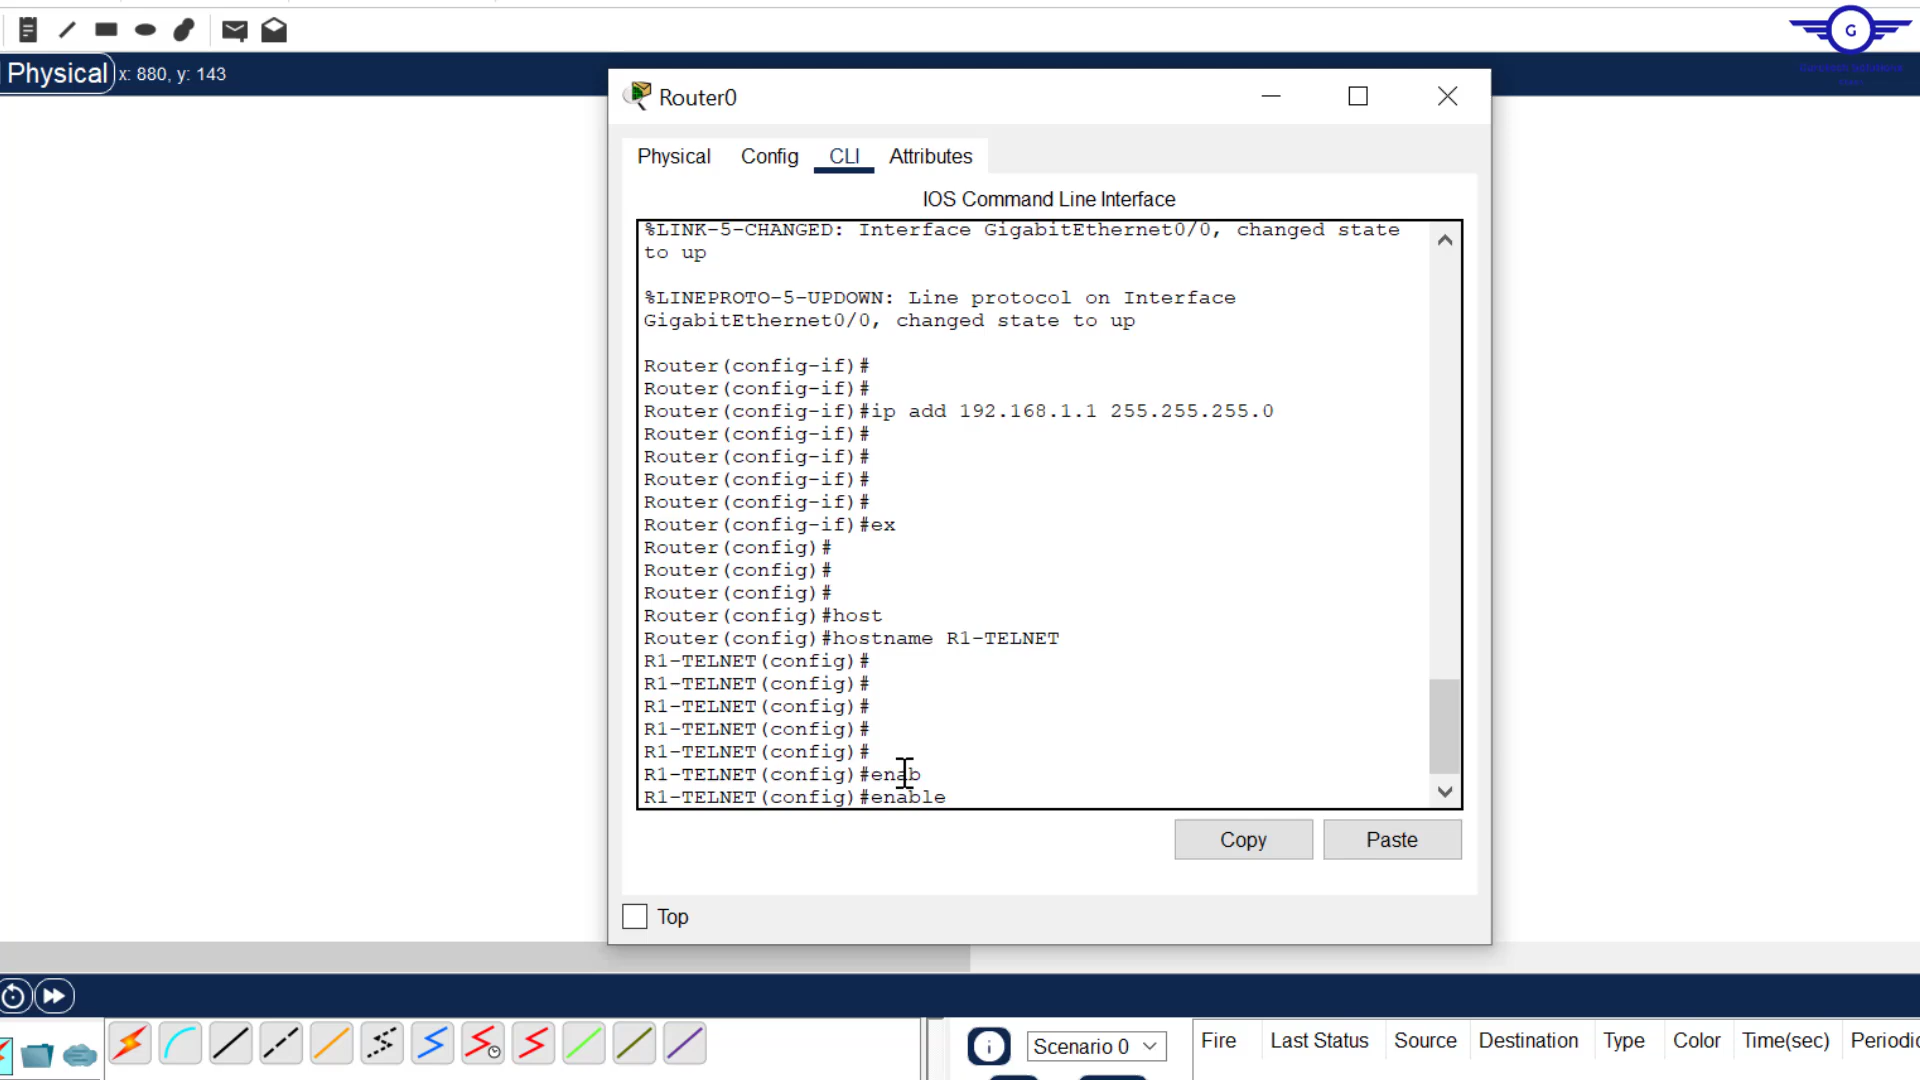 Physical x: 880, y: 143
G
Router0
Physical Config CLI Attributes
IOS Command Line Interface
%LINK-5-CHANGED: Interface GigabitEthernet0/0, changed state
to up
%LINEPROTO-5-UPDOWN: Line protocol on Interface
GigabitEthernet0/0, changed state to up
Router(config-if)#
Router(config-if)#
Router(config-if)#ip add 192.168.1.1 255.255.255.0
Router(config-if)#
Router(config-if)#
Router(config-if)#
Router(config-if)#
Router(config-if)#ex
Router(config)#
Router(config)#
Router(config)#
Router(config)#host
Router(config)#hostname R1-TELNET
R1-TELNET(config)#
R1-TELNET(config)#
R1-TELNET(config)#
R1-TELNET(config)#
R1-TELNET(config)#
R1-TELNET(config)#enab
R1-TELNET(config)#enable
Copy Paste
Top
Scenario 0
Fire Last Status Source Destination Type Color Time(sec) Periodic